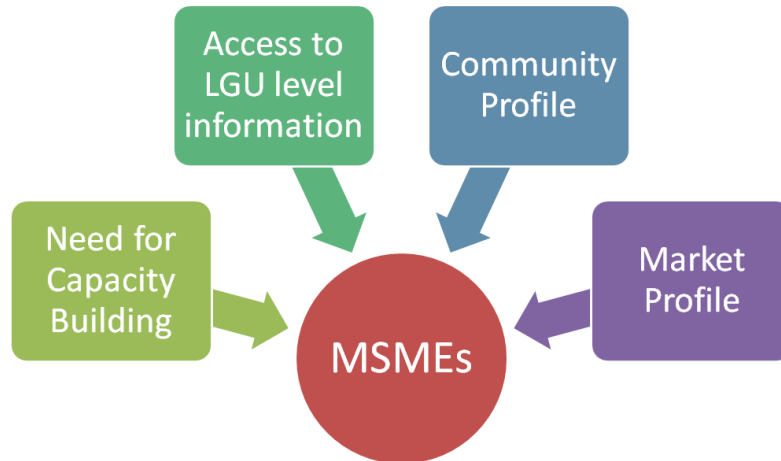 Access to
LGU level
information
Community
Profile
Need for
Capacity
Building
Market
Profile
MSMEs